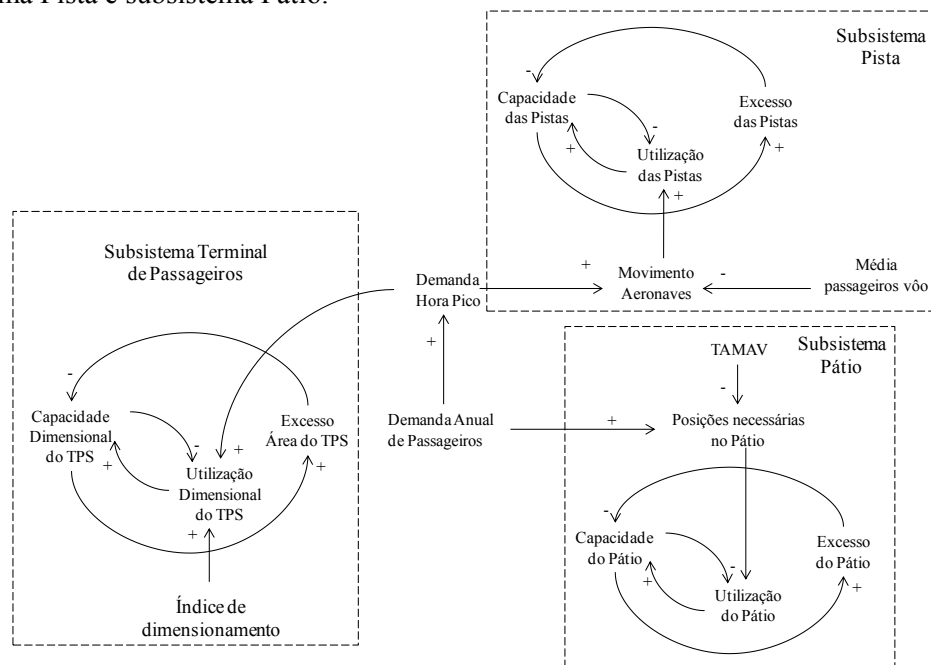 ma Pista e subsistema Pátio.
Subsistema
Pista
-
Capacidade
das Pistas
Excesso
das Pistas
-
+
Utilização
das Pistas
+
+
Subsistema Terminal
de Passageiros
Demanda
Hora Pico
+
Movimento
Aeronaves
-
Média
passageiros vôo
+
Subsistema
Pátio
TAMAV
-
-
Capacidade
Dimensional
do TPS
Excesso
Área do TPS
Demanda Anual
de Passageiros
+
Posições necessárias
no Pátio
-
+
+
+
Utilização
Dimensional
do TPS
+
-
Capacidade
do Pátio
Excesso
do Pátio
-
+
+
Utilização
do Pátio
Índice de
dimensionamento